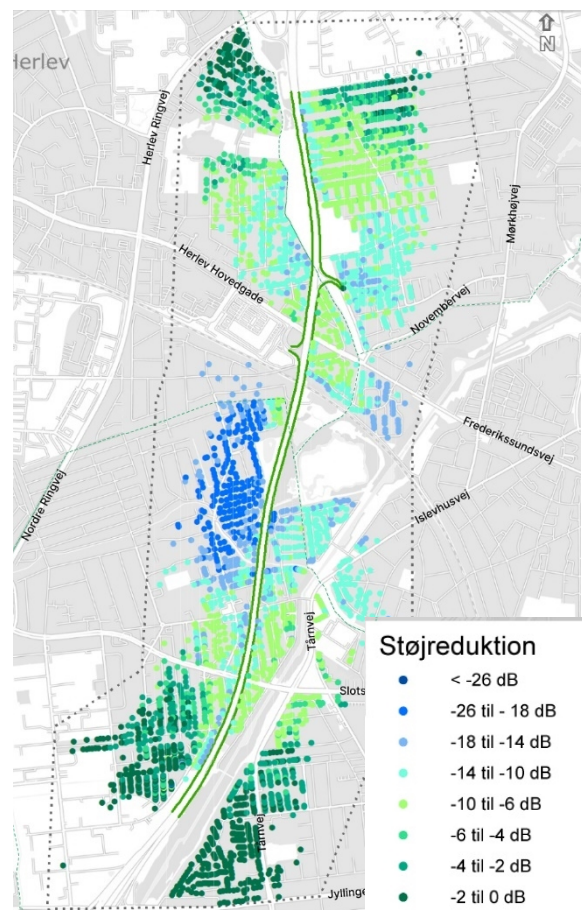 N
Herlev
Herlev Ringvej
Mørkhøjvej
Herlev Hovedgade
Novembervej
Frederikssundsvej
Nordre Ringvej
Islevhusvej
Tårnvej
Slots
Tårnvej
Jyllinge
Støjreduktion
< -26 dB
-26 til - 18 dB
-18 til -14 dB
-14 til -10 dB
-10 til -6 dB
-6 til -4 dB
-4 til -2 dB
-2 til 0 dB